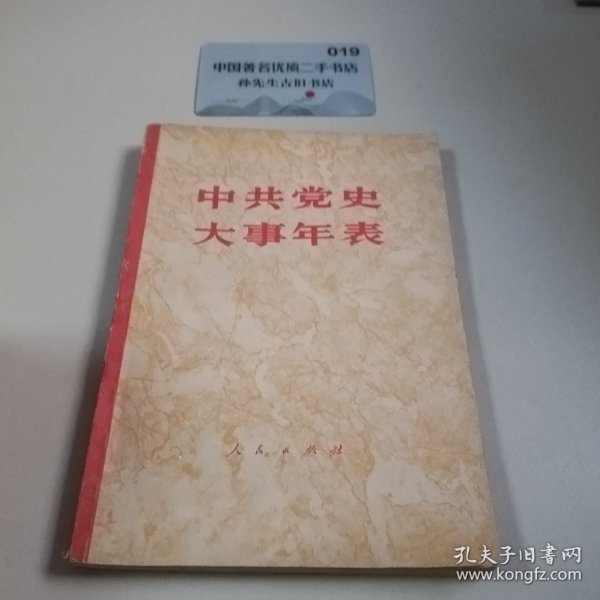 019
中国著名优质二手书店
孙先生古旧书店
中共党史
大事年表
人民出版社
孔夫子旧書网
www.kongfz.com